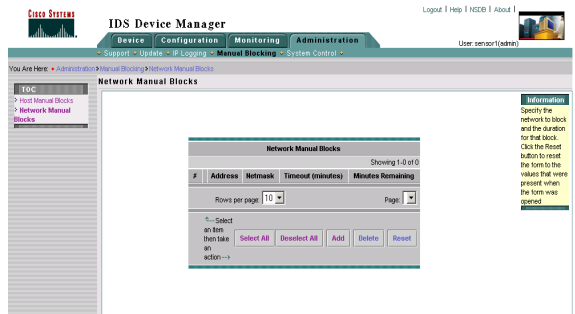 CISCO SYSTEMS
IDS Device Manager
Logout | Help | NSDB | About |
Device Configuration Monitoring Administration
User: sensor1(admin)
Support Update IP Logging Manual Blocking System Control
You Are Here: Administration > Manual Blocking > Network Manual Blocks
TOC
> Host Manual Blocks
> Network Manual
Blocks
Network Manual Blocks
Network Manual Blocks
Showing 1-0 of 0
# Address Netmask Timeout (minutes) Minutes Remaining
Rows per page: 10 Page:
Select
an item
then take
an
action-->
Select All Deselect All Add Delete Reset
Information
Specify the
network to block
and the duration
for that block.
Click the Reset
button to reset
the form to the
values that were
present when
the form was
opened